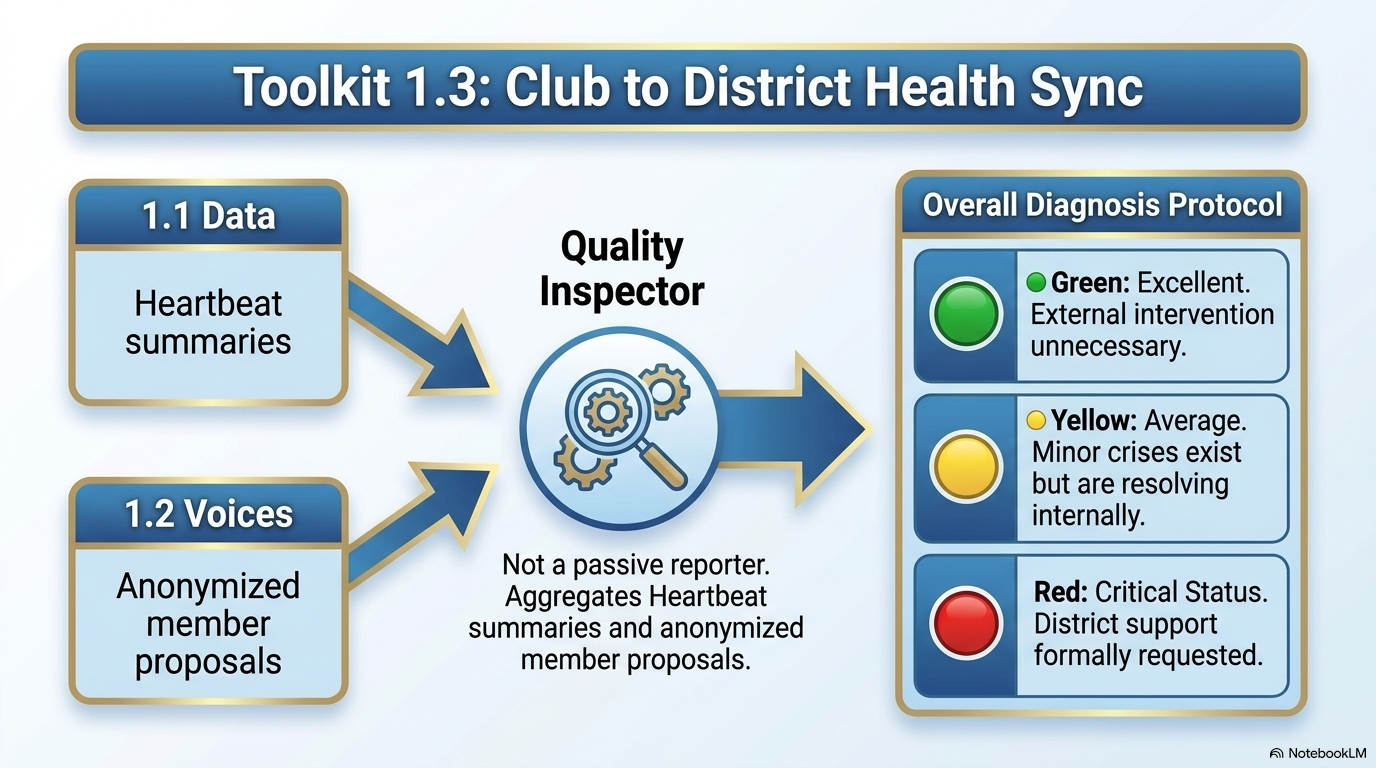 Toolkit 1.3: Club to District Health Sync
1.1 Data
Heartbeat
summaries
1.2 Voices
Anonymized
member
proposals
Quality
Inspector
Not a passive reporter.
Aggregates Heartbeat
summaries and anonymized
member proposals.
Overall Diagnosis Protocol
Green: Excellent.
External intervention
unnecessary.
Yellow: Average.
Minor crises exist
but are resolving
internally.
Red: Critical Status.
District support
formally requested.
NotebookLM